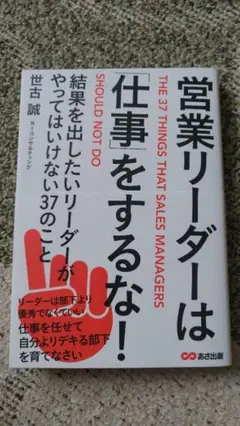 営業リーダーは
「仕事」をするな！
THE 37 THINGS THAT SALES MANAGERS
SHOULD NOT DO
結果を出したいリーダーが
やってはいけない37のこと
世古 誠
リーダーは部下より
優秀でなくていい
仕事を任せて
自分よりデキる部下
を育てなさい
あさ出版